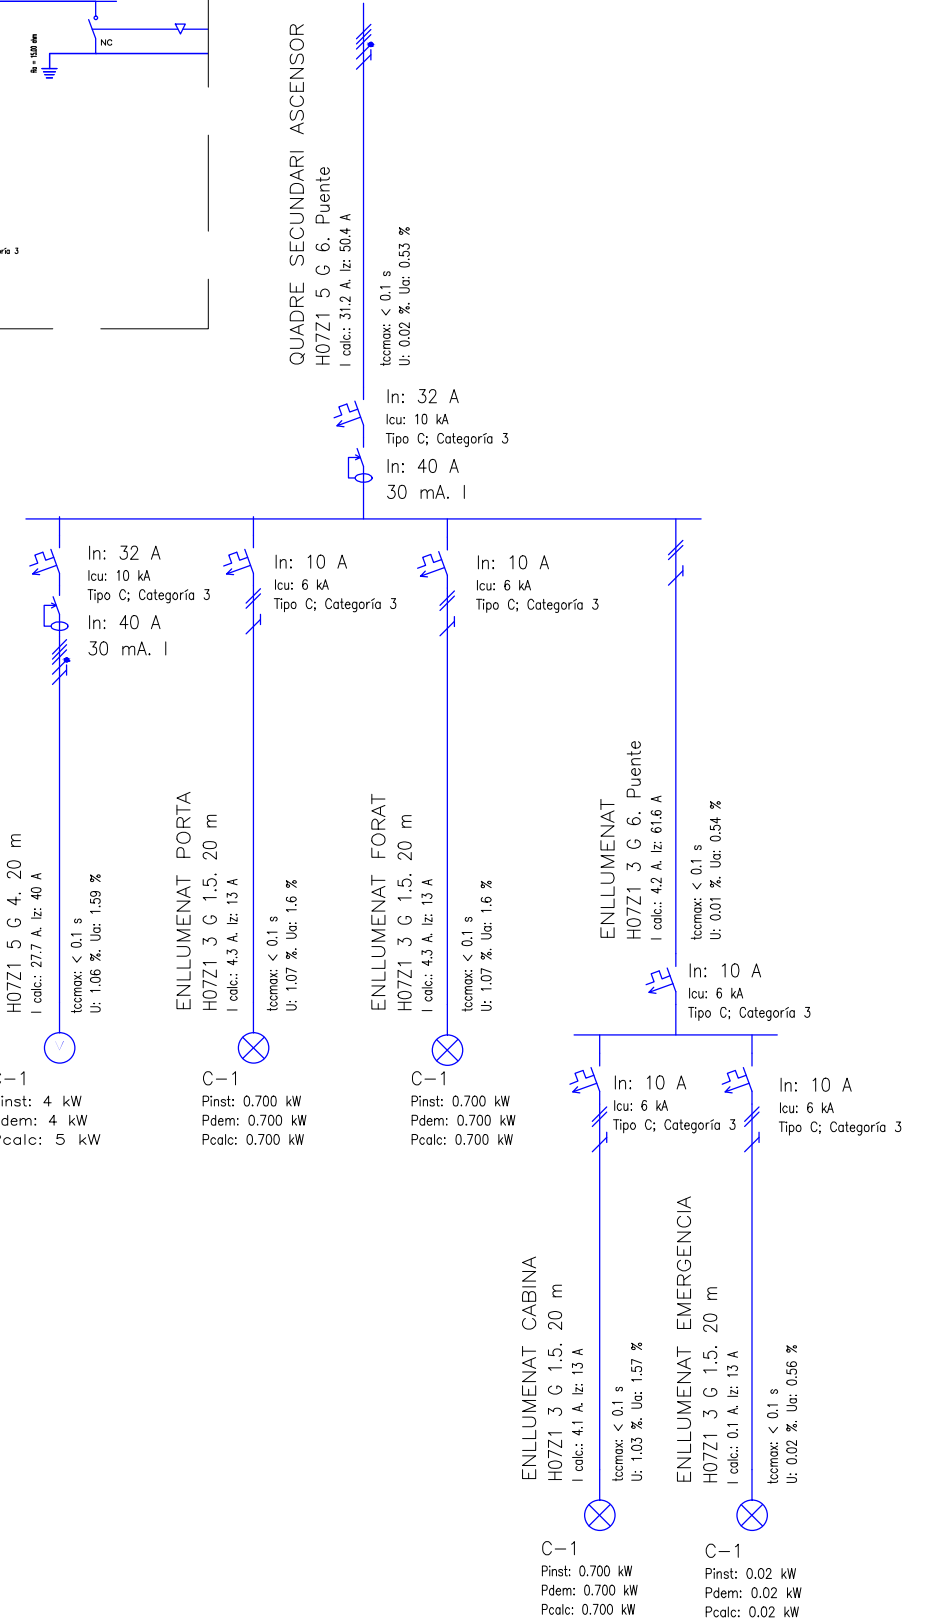 NC
Ra = 15.00 ohm
ría 3
QUADRE SECUNDARI ASCENSOR
H07Z1 5 G 6. Puente
I calc.: 31.2 A. Iz: 50.4 A
tccmax: < 0.1 s
U: 0.02 %. Ua: 0.53 %
In: 32 A
Icu: 10 kA
Tipo C; Categoría 3
In: 40 A
30 mA. I
In: 32 A
Icu: 10 kA
Tipo C; Categoría 3
In: 40 A
30 mA. I
H07Z1 5 G 4. 20 m
I calc.: 27.7 A. Iz: 40 A
tccmax: < 0.1 s
U: 1.06 %. Ua: 1.59 %
C-1
inst: 4 kW
dem: 4 kW
Pcalc: 5 kW
In: 10 A
Icu: 6 kA
Tipo C; Categoría 3
ENLLUMENAT PORTA
H07Z1 3 G 1.5. 20 m
I calc.: 4.3 A. Iz: 13 A
tccmax: < 0.1 s
U: 1.07 %. Ua: 1.6 %
C-1
Pinst: 0.700 kW
Pdem: 0.700 kW
Pcalc: 0.700 kW
In: 10 A
Icu: 6 kA
Tipo C; Categoría 3
ENLLUMENAT FORAT
H07Z1 3 G 1.5. 20 m
I calc.: 4.3 A. Iz: 13 A
tccmax: < 0.1 s
U: 1.07 %. Ua: 1.6 %
C-1
Pinst: 0.700 kW
Pdem: 0.700 kW
Pcalc: 0.700 kW
ENLLUMENAT
H07Z1 3 G 6. Puente
I calc.: 4.2 A. Iz: 61.6 A
tccmax: < 0.1 s
U: 0.01 %. Ua: 0.54 %
In: 10 A
Icu: 6 kA
Tipo C; Categoría 3
In: 10 A
Icu: 6 kA
Tipo C; Categoría 3
ENLLUMENAT CABINA
H07Z1 3 G 1.5. 20 m
I calc.: 4.1 A. Iz: 13 A
tccmax: < 0.1 s
U: 1.03 %. Ua: 1.57 %
C-1
Pinst: 0.700 kW
Pdem: 0.700 kW
Pcalc: 0.700 kW
In: 10 A
Icu: 6 kA
Tipo C; Categoría 3
ENLLUMENAT EMERGENCIA
H07Z1 3 G 1.5. 20 m
I calc.: 0.1 A. Iz: 13 A
tccmax: < 0.1 s
U: 0.02 %. Ua: 0.56 %
C-1
Pinst: 0.02 kW
Pdem: 0.02 kW
Pcalc: 0.02 kW